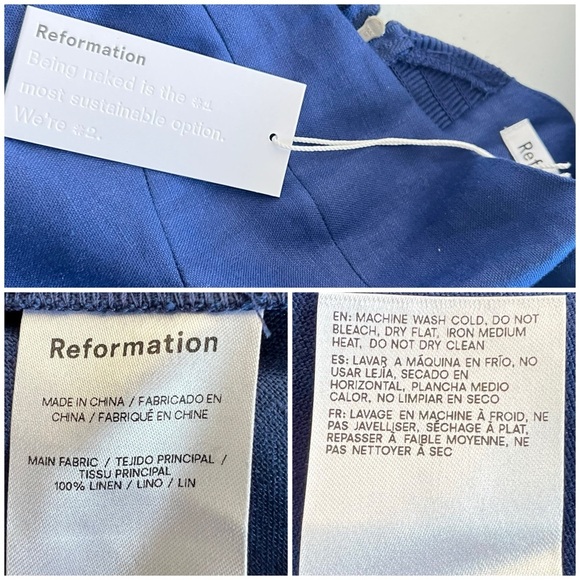 Reformation
Being naked is the #1
most sustainable option.
We're #2.
Ref
Reformation
MADE IN CHINA / FABRICADO EN
CHINA / FABRIQUÉ EN CHINE
MAIN FABRIC / TEJIDO PRINCIPAL /
TISSU PRINCIPAL
100% LINEN / LINO / LIN
EN: MACHINE WASH COLD, DO NOT
BLEACH, DRY FLAT, IRON MEDIUM
HEAT, DO NOT DRY CLEAN
ES: LAVAR A MÁQUINA EN FRÍO, NO
USAR LEJÍA, SECADO EN
HORIZONTAL, PLANCHA MEDIO
CALOR, NO LIMPIAR EN SECO
FR: LAVAGE EN MACHINE À FROID, NE
PAS JAVELLISER, SÉCHAGE À PLAT,
REPASSER À FAIBLE MOYENNE, NE
PAS NETTOYER À SEC